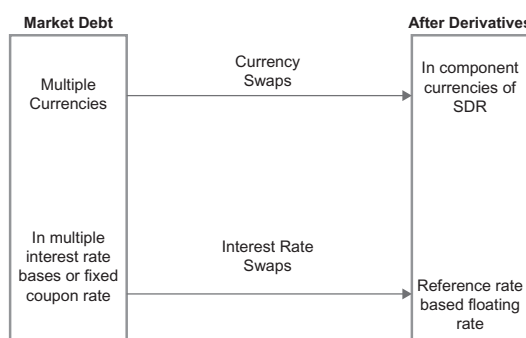 Market Debt
After Derivatives
Multiple
Currencies
Currency
Swaps
In component
currencies of
SDR
In multiple
interest rate
bases or fixed
coupon rate
Interest Rate
Swaps
Reference rate
based floating
rate